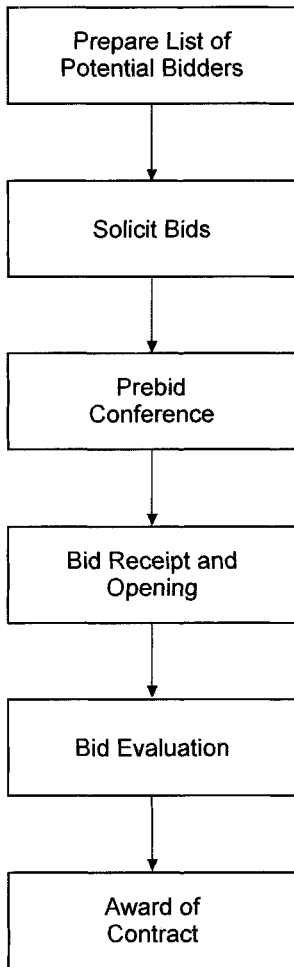 Prepare List of
Potential Bidders
Solicit Bids
Prebid
Conference
Bid Receipt and
Opening
Bid Evaluation
Award of
Contract